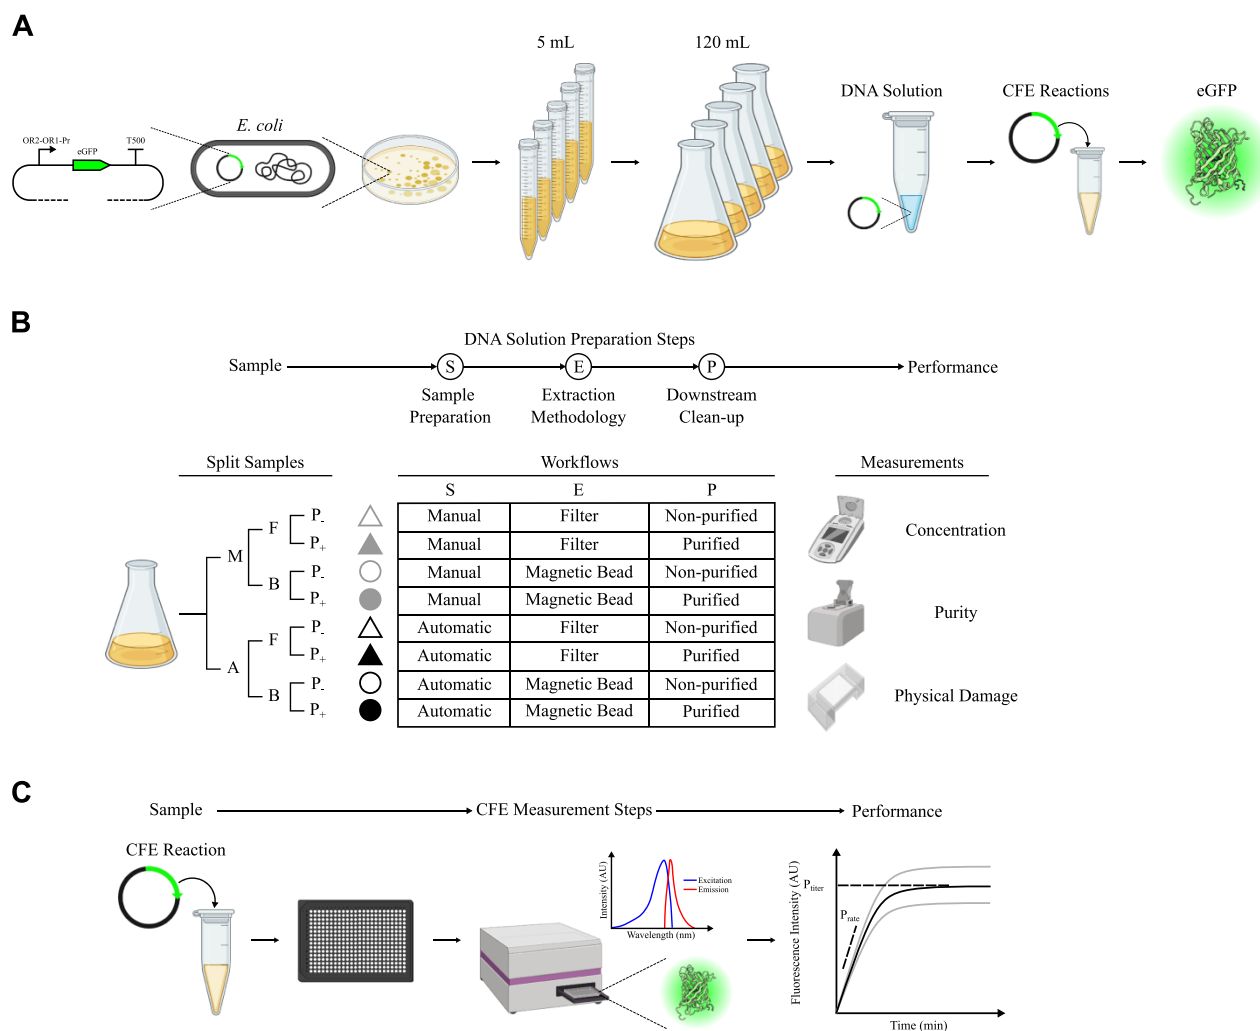 A
5 mL
120 mL
DNA Solution
CFE Reactions
eGFP
E. coli
OR2-OR1-Pr
eGFP
T500
B
DNA Solution Preparation Steps
Sample
S
E
P
Performance
Sample
Preparation
Extraction
Methodology
Downstream
Clean-up
Split Samples
Workflows
Measurements
S E P
M
A
F
B
F
B
P-
P+
P-
P+
P-
P+
P-
P+
Manual Filter Non-purified
Manual Filter Purified
Manual Magnetic Bead Non-purified
Manual Magnetic Bead Purified
Automatic Filter Non-purified
Automatic Filter Purified
Automatic Magnetic Bead Non-purified
Automatic Magnetic Bead Purified
Concentration
Purity
Physical Damage
C
Sample
CFE Measurement Steps
Performance
CFE Reaction
Intensity (AU)
Wavelength (nm)
Excitation
Emission
Fluorescence Intensity (AU)
Ptiter
Prate
Time (min)